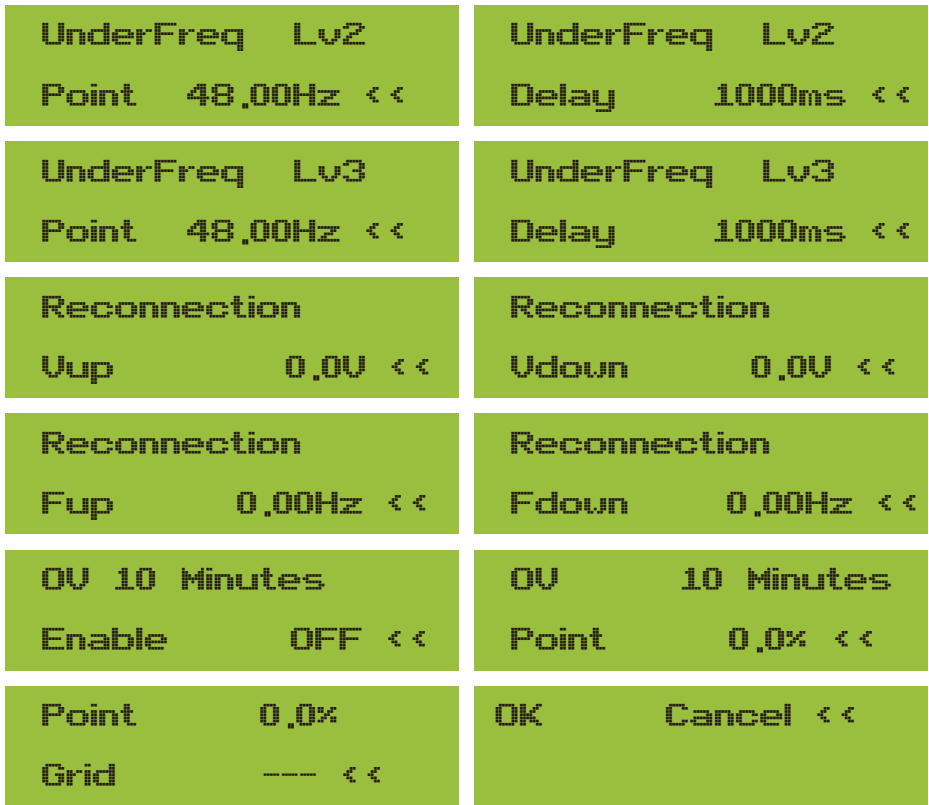 UnderFreq Lv2
Point 48.00Hz <<
UnderFreq Lv2
Delay 1000ms <<
UnderFreq Lv3
Point 48.00Hz <<
UnderFreq Lv3
Delay 1000ms <<
Reconnection
Vup 0.0V <<
Reconnection
Vdown 0.0V <<
Reconnection
Fup 0.00Hz <<
Reconnection
Fdown 0.00Hz <<
OV 10 Minutes
Enable OFF <<
OV 10 Minutes
Point 0.0% <<
Point 0.0%
Grid --- <<
OK Cancel <<